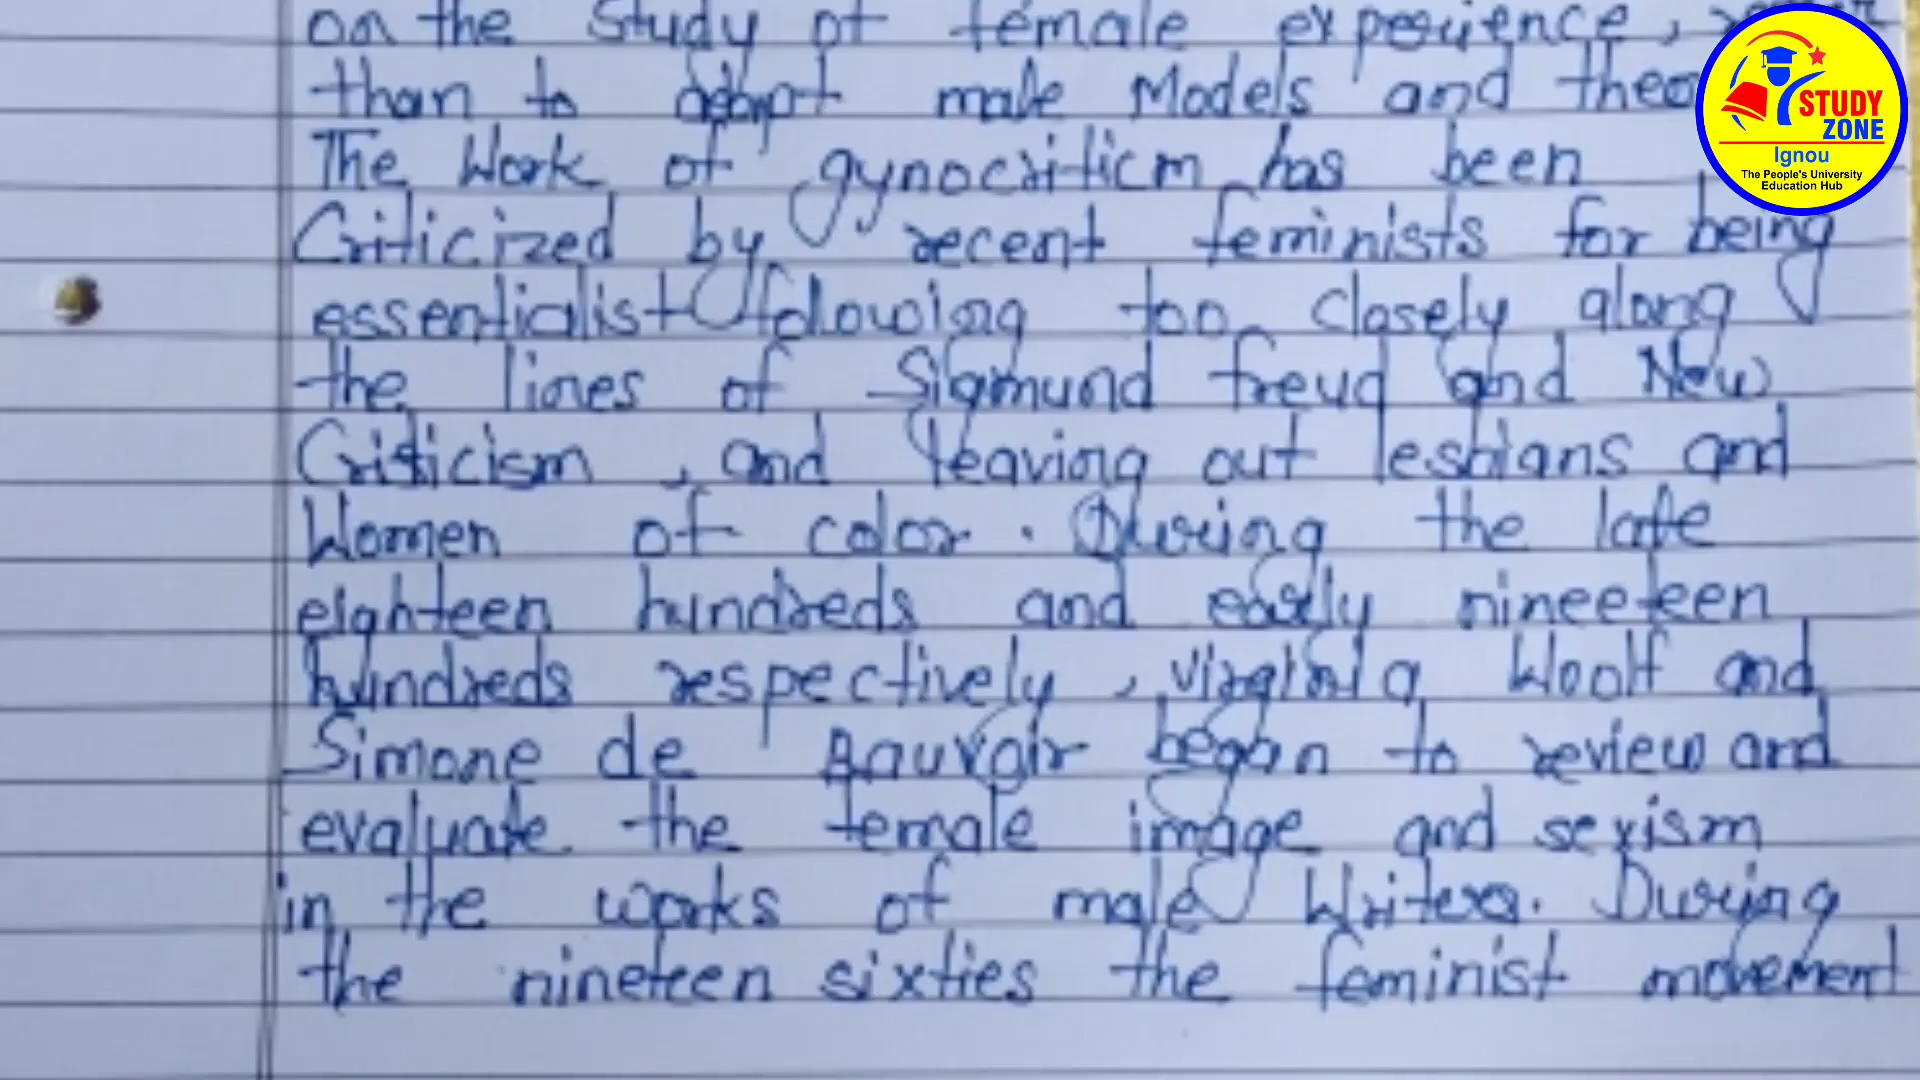 on the study of female experience,
than to adapt male Models and
The Work of gynocriticm has been
Criticized by recent feminists for being
essentialist following too closely along
the lines of Sigmund freud and New
Criticism, and leaving out lesbians and
Women of color. During the late
eighteen hundreds and early nineeteen
hundreds respectively, Virginia Woolf and
Simone de Bauvoir began to review and
evaluate the female image and sexism
in the works of male Writers. During
the nineteen sixties the feminist movement
STUDY
ZONE
Ignou
The People's University
Education Hub